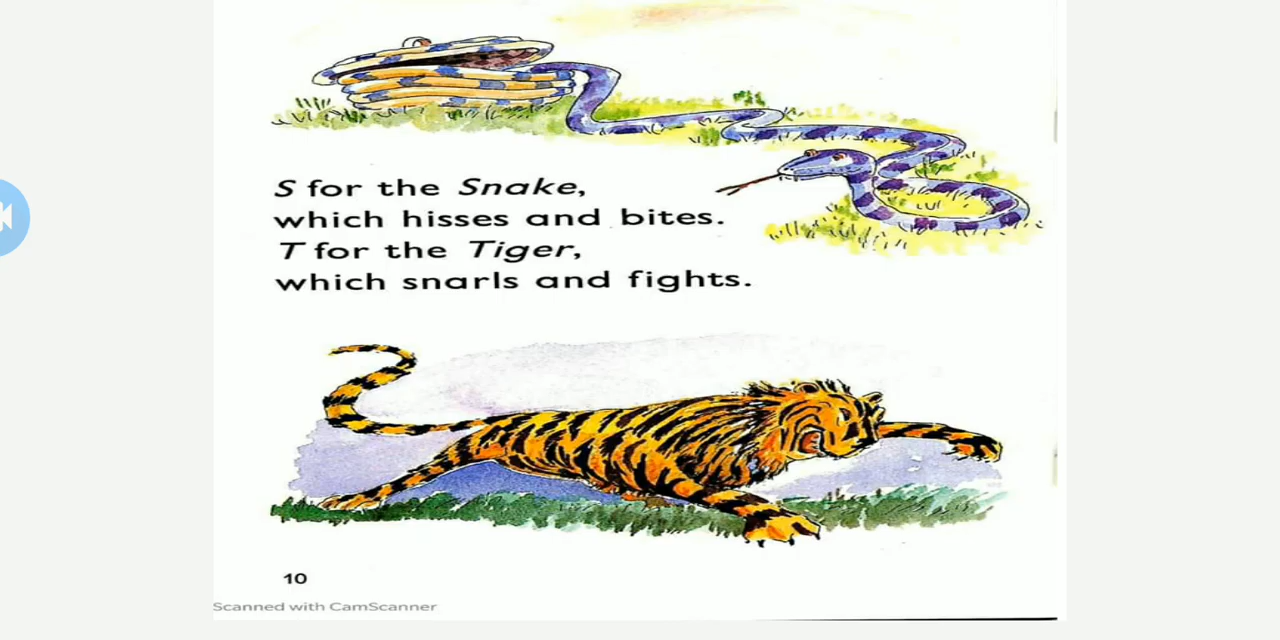 S for the Snake,
which hisses and bites.
T for the Tiger,
which snarls and fights.
10
Scanned with CamScanner